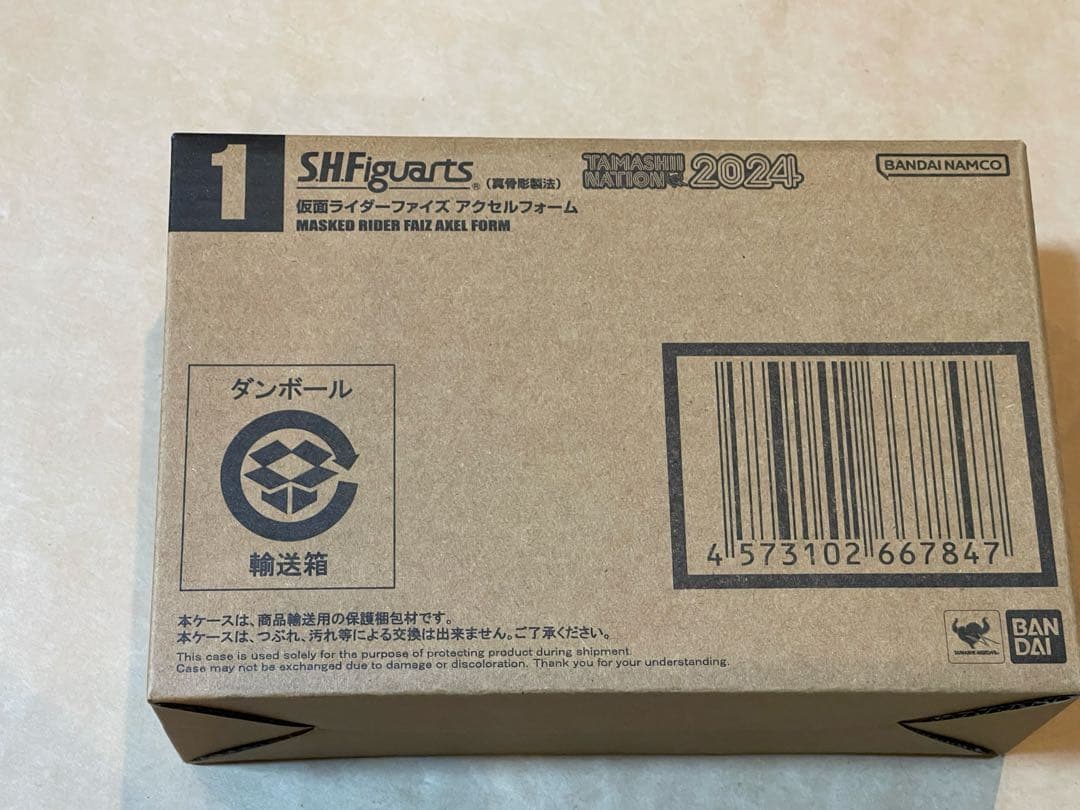 1
S.H.Figuarts® (真骨彫製法)
TAMASHII NATION 2024
BANDAI NAMCO
仮面ライダーファイズ アクセルフォーム
MASKED RIDER FAIZ AXEL FORM
ダンボール
輸送箱
4 573102 667847
本ケースは、商品輸送用の保護梱包材です。
本ケースは、つぶれ、汚れ等による交換は出来ません。ご了承ください。
This case is used solely for the purpose of protecting product during shipment.
Case may not be exchanged due to damage or discoloration. Thank you for your understanding.
TAMASHII NATIONS
BAN
DAI